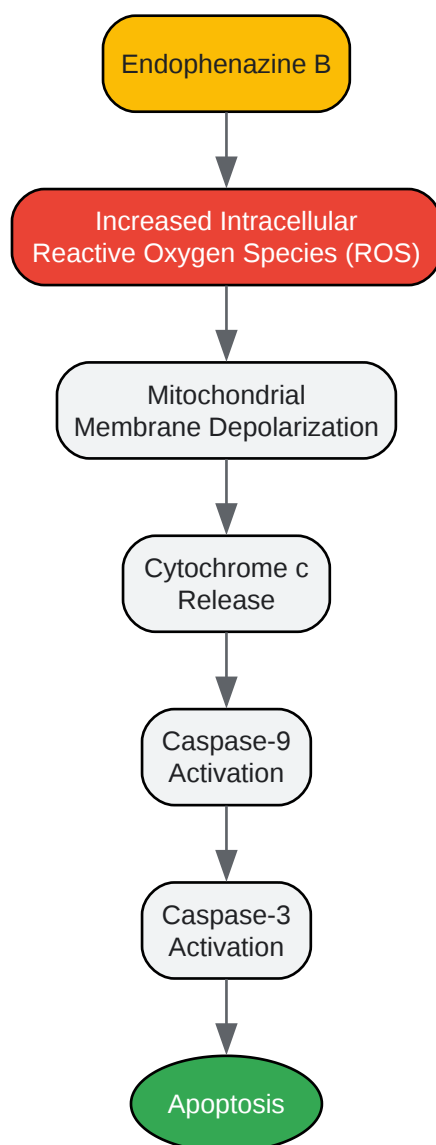 Endophenazine B
Increased Intracellular
Reactive Oxygen Species (ROS)
Mitochondrial
Membrane Depolarization
Cytochrome c
Release
Caspase-9
Activation
Caspase-3
Activation
Apoptosis